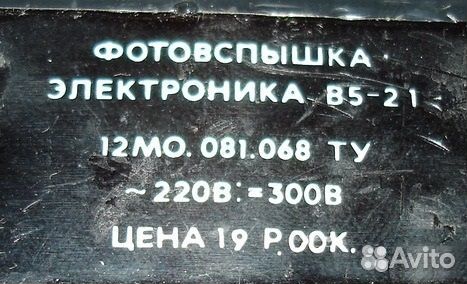 ФОТОВСПЫШКА
ЭЛЕКТРОНИКА В5-21
12МО. 081.068 ТУ
~220В:=300В
ЦЕНА 19 Р.00К.
Avito